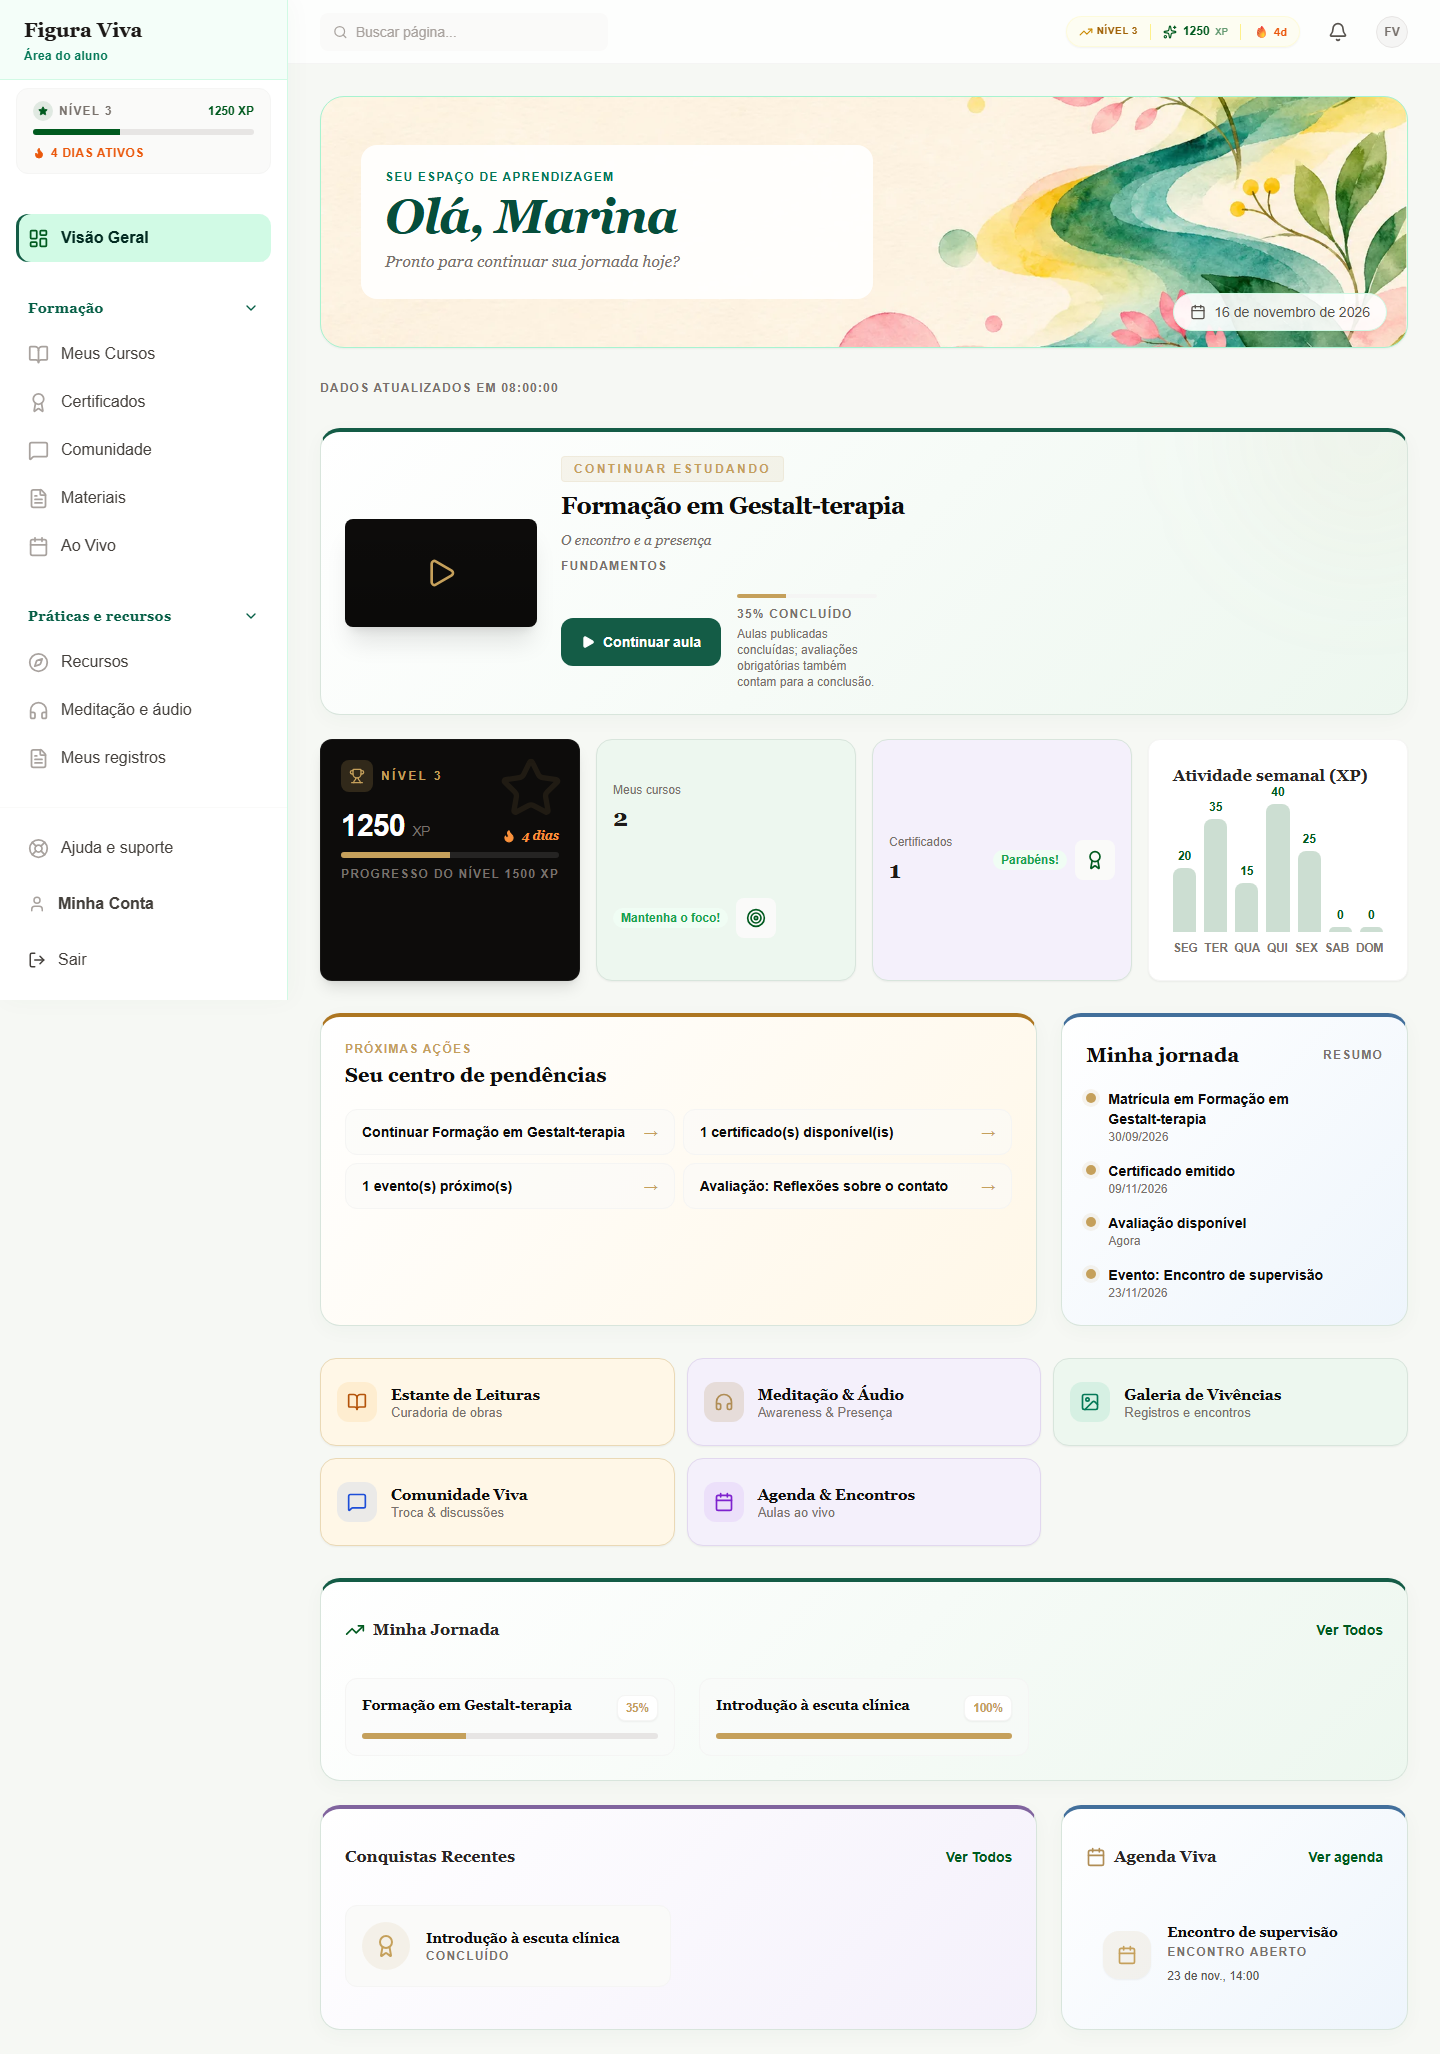 Figura Viva
Área do aluno
NÍVEL 3
1250 XP
4 DIAS ATIVOS
Visão Geral
Formação
Meus Cursos
Certificados
Comunidade
Materiais
Ao Vivo
Práticas e recursos
Recursos
Meditação e áudio
Meus registros
Ajuda e suporte
Minha Conta
Sair
Buscar página...
NÍVEL 3
1250 XP
4d
FV
SEU ESPAÇO DE APRENDIZAGEM
Olá, Marina
Pronto para continuar sua jornada hoje?
16 de novembro de 2026
DADOS ATUALIZADOS EM 08:00:00
CONTINUAR ESTUDANDO
Formação em Gestalt-terapia
O encontro e a presença
FUNDAMENTOS
Continuar aula
35% CONCLUÍDO
Aulas publicadas
concluídas; avaliações
obrigatórias também
contam para a conclusão.
NÍVEL 3
1250 XP
4 dias
PROGRESSO DO NÍVEL 1500 XP
Meus cursos
2
Mantenha o foco!
Certificados
1
Parabéns!
Atividade semanal (XP)
20 35 15 40 25 0 0
SEG TER QUA QUI SEX SAB DOM
PRÓXIMAS AÇÕES
Seu centro de pendências
Continuar Formação em Gestalt-terapia →
1 certificado(s) disponível(is) →
1 evento(s) próximo(s) →
Avaliação: Reflexões sobre o contato →
Minha jornada
RESUMO
Matrícula em Formação em
Gestalt-terapia
30/09/2026
Certificado emitido
09/11/2026
Avaliação disponível
Agora
Evento: Encontro de supervisão
23/11/2026
Estante de Leituras
Curadoria de obras
Meditação & Áudio
Awareness & Presença
Galeria de Vivências
Registros e encontros
Comunidade Viva
Troca & discussões
Agenda & Encontros
Aulas ao vivo
Minha Jornada
Ver Todos
Formação em Gestalt-terapia
35%
Introdução à escuta clínica
100%
Conquistas Recentes
Ver Todos
Introdução à escuta clínica
CONCLUÍDO
Agenda Viva
Ver agenda
Encontro de supervisão
ENCONTRO ABERTO
23 de nov., 14:00